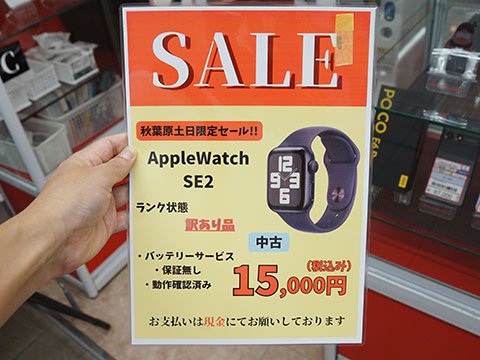 SALE
秋葉原土日限定セール!!
AppleWatch
SE2
ランク状態
訳あり品
中古
・バッテリーサービス
・保証無し
・動作確認済み
(税込み)
15,000円
お支払いは現金にてお願いしております
C
POCO